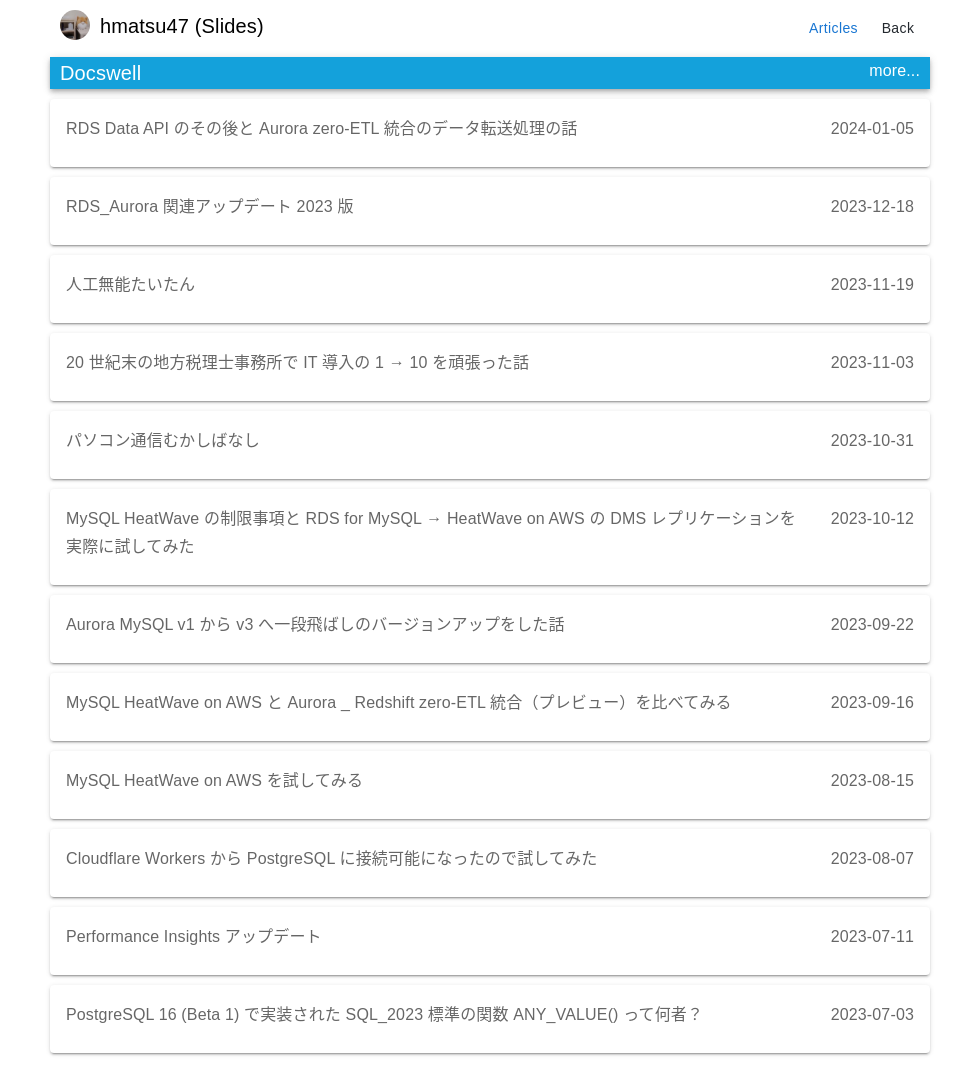 hmatsu47 (Slides)
Articles
Back
Docswell
more...
RDS Data API のその後と Aurora zero-ETL 統合のデータ転送処理の話
2024-01-05
RDS_Aurora 関連アップデート 2023 版
2023-12-18
人工無能たいたん
2023-11-19
20 世紀末の地方税理士事務所で IT 導入の 1 → 10 を頑張った話
2023-11-03
パソコン通信むかしばなし
2023-10-31
MySQL HeatWave の制限事項と RDS for MySQL → HeatWave on AWS の DMS レプリケーションを
実際に試してみた
2023-10-12
Aurora MySQL v1 から v3 へ一段飛ばしのバージョンアップをした話
2023-09-22
MySQL HeatWave on AWS と Aurora _ Redshift zero-ETL 統合（プレビュー）を比べてみる
2023-09-16
MySQL HeatWave on AWS を試してみる
2023-08-15
Cloudflare Workers から PostgreSQL に接続可能になったので試してみた
2023-08-07
Performance Insights アップデート
2023-07-11
PostgreSQL 16 (Beta 1) で実装された SQL_2023 標準の関数 ANY_VALUE() って何者？
2023-07-03